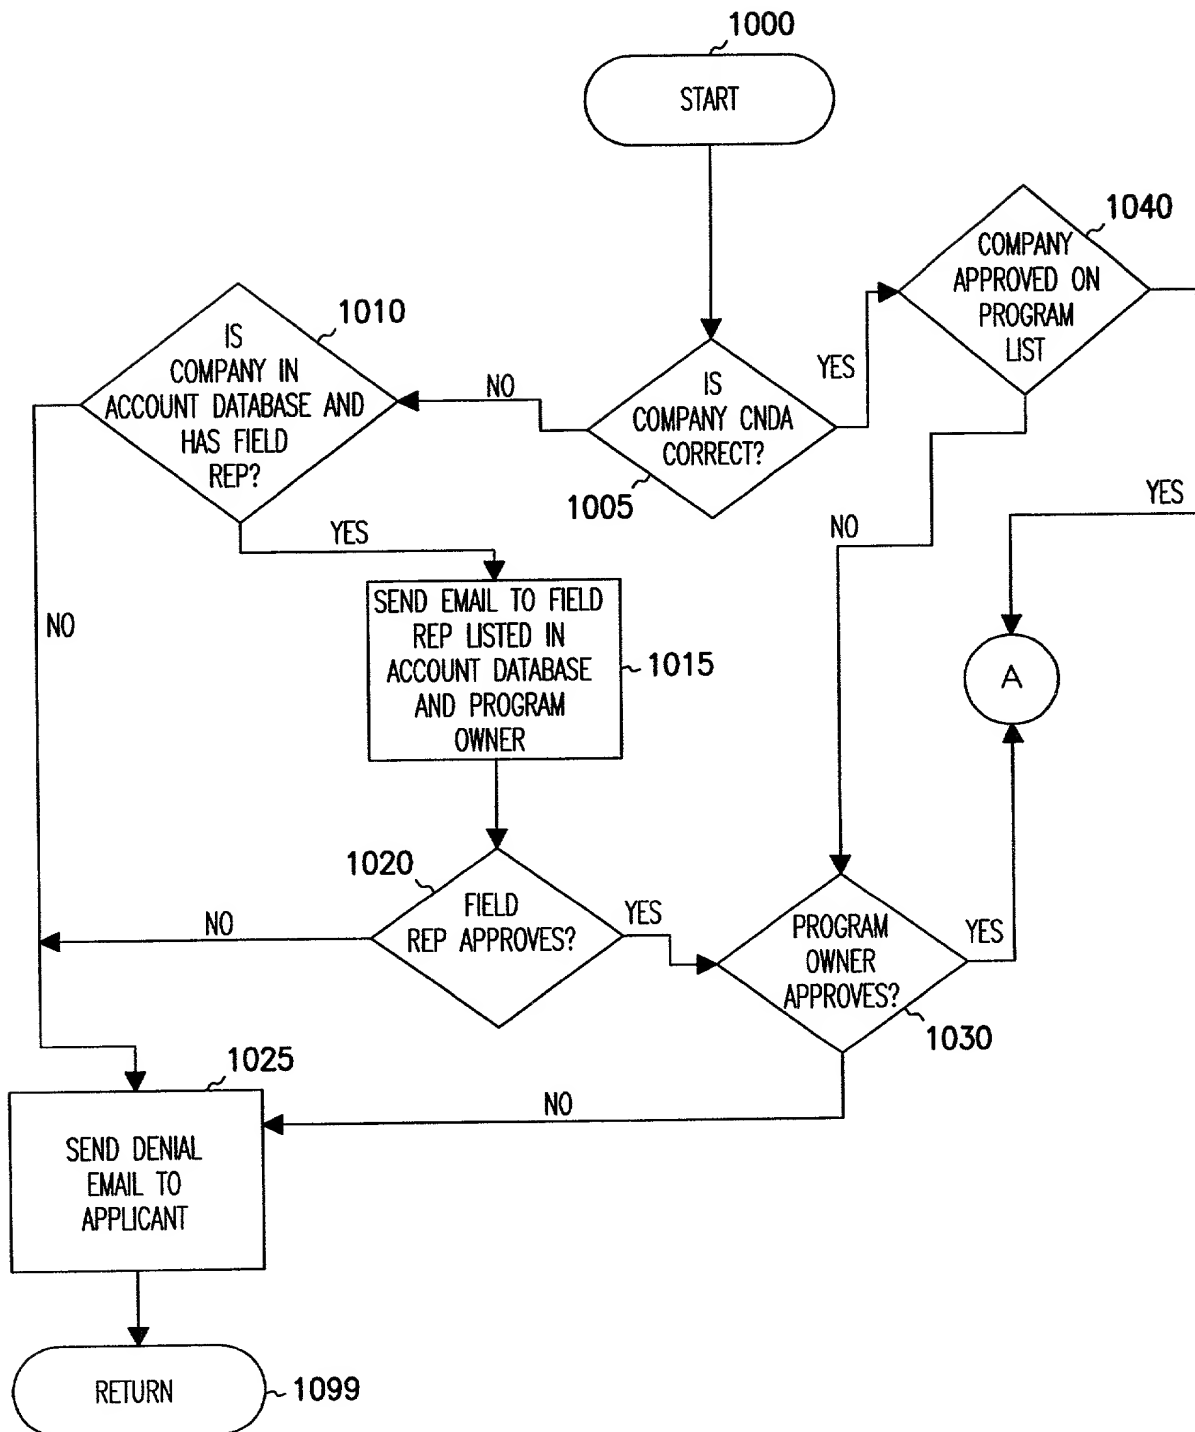 1000
START
1040
COMPANY
APPROVED ON
PROGRAM
LIST
1010
IS
COMPANY IN
ACCOUNT DATABASE AND
HAS FIELD
REP?
NO
IS
COMPANY CNDA
CORRECT?
1005
YES
YES
NO
YES
NO
SEND EMAIL TO FIELD
REP LISTED IN
ACCOUNT DATABASE
AND PROGRAM
OWNER
1015
A
1020
FIELD
REP APPROVES?
NO
YES
PROGRAM
OWNER
APPROVES?
YES
1030
1025
NO
SEND DENIAL
EMAIL TO
APPLICANT
RETURN
1099